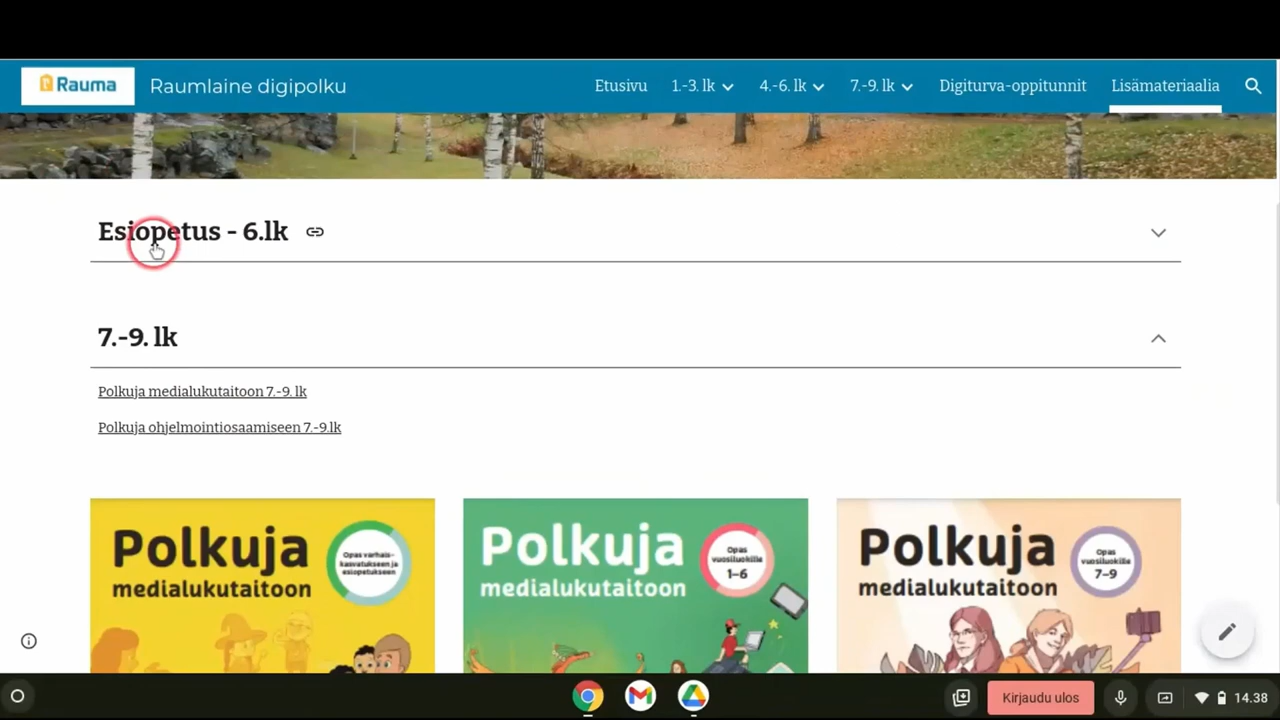 Rauma
Raumlaine digipolku
Etusivu
1.-3. lk
4.-6. lk
7.-9. lk
Digiturva-oppitunnit
Lisämateriaalia
Esiopetus - 6.lk
7.-9. lk
Polkuja medialukutaitoon 7.-9. lk
Polkuja ohjelmointiosaamiseen 7.-9.lk
Polkuja
medialukutaitoon
Opas varhais-
kasvatukseen ja
esiopetukseen
Polkuja
medialukutaitoon
Opas
vuosiluokille
1–6
Polkuja
medialukutaitoon
Opas
vuosiluokille
7–9
Kirjaudu ulos
14.38